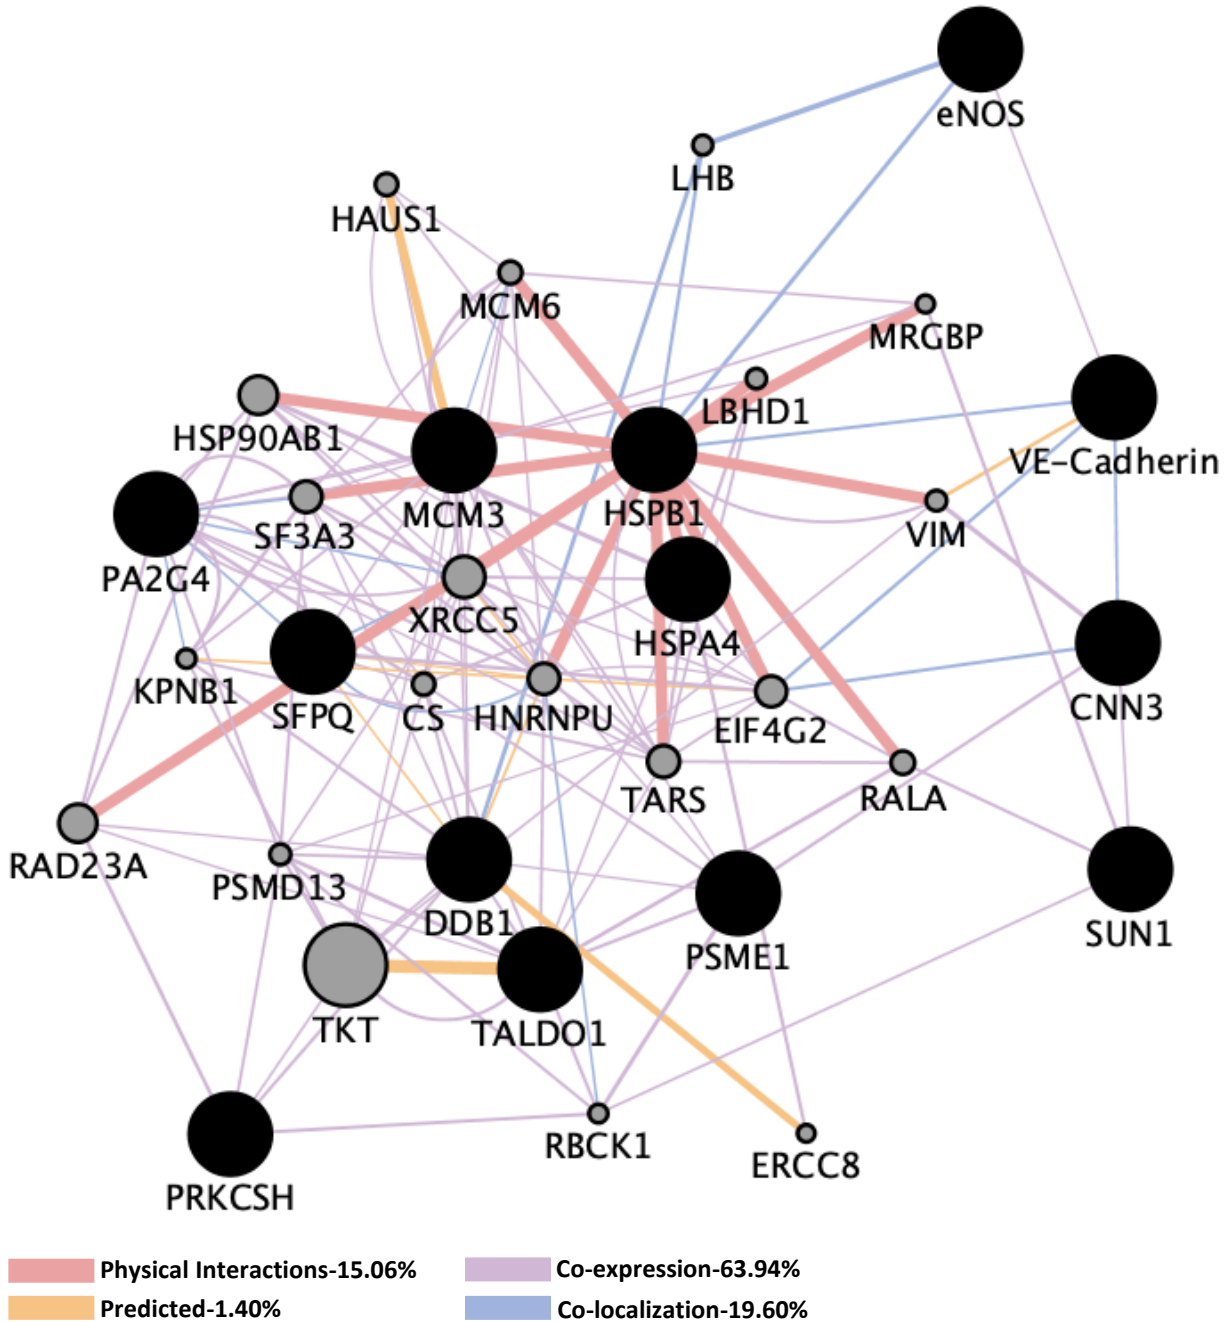 eNOS
LHB
HAUS1
MCM6
MRGBP
LBHD1
HSP90AB1
VE-Cadherin
MCM3
HSPB1
SF3A3
VIM
PA2G4
XRCC5
HSPA4
KPNB1
SFPQ
CS
HNRNPU
EIF4G2
CNN3
TARS
RALA
RAD23A
PSMD13
DDB1
PSME1
SUN1
TKT
TALDO1
RBCK1
ERCC8
PRKCSH
Physical Interactions-15.06%
Co-expression-63.94%
Predicted-1.40%
Co-localization-19.60%